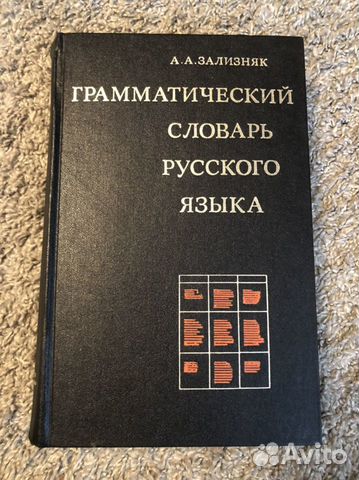 А.А.ЗАЛИЗНЯК
ГРАММАТИЧЕСКИЙ
СЛОВАРЬ
РУССКОГО
ЯЗЫКА
Avito